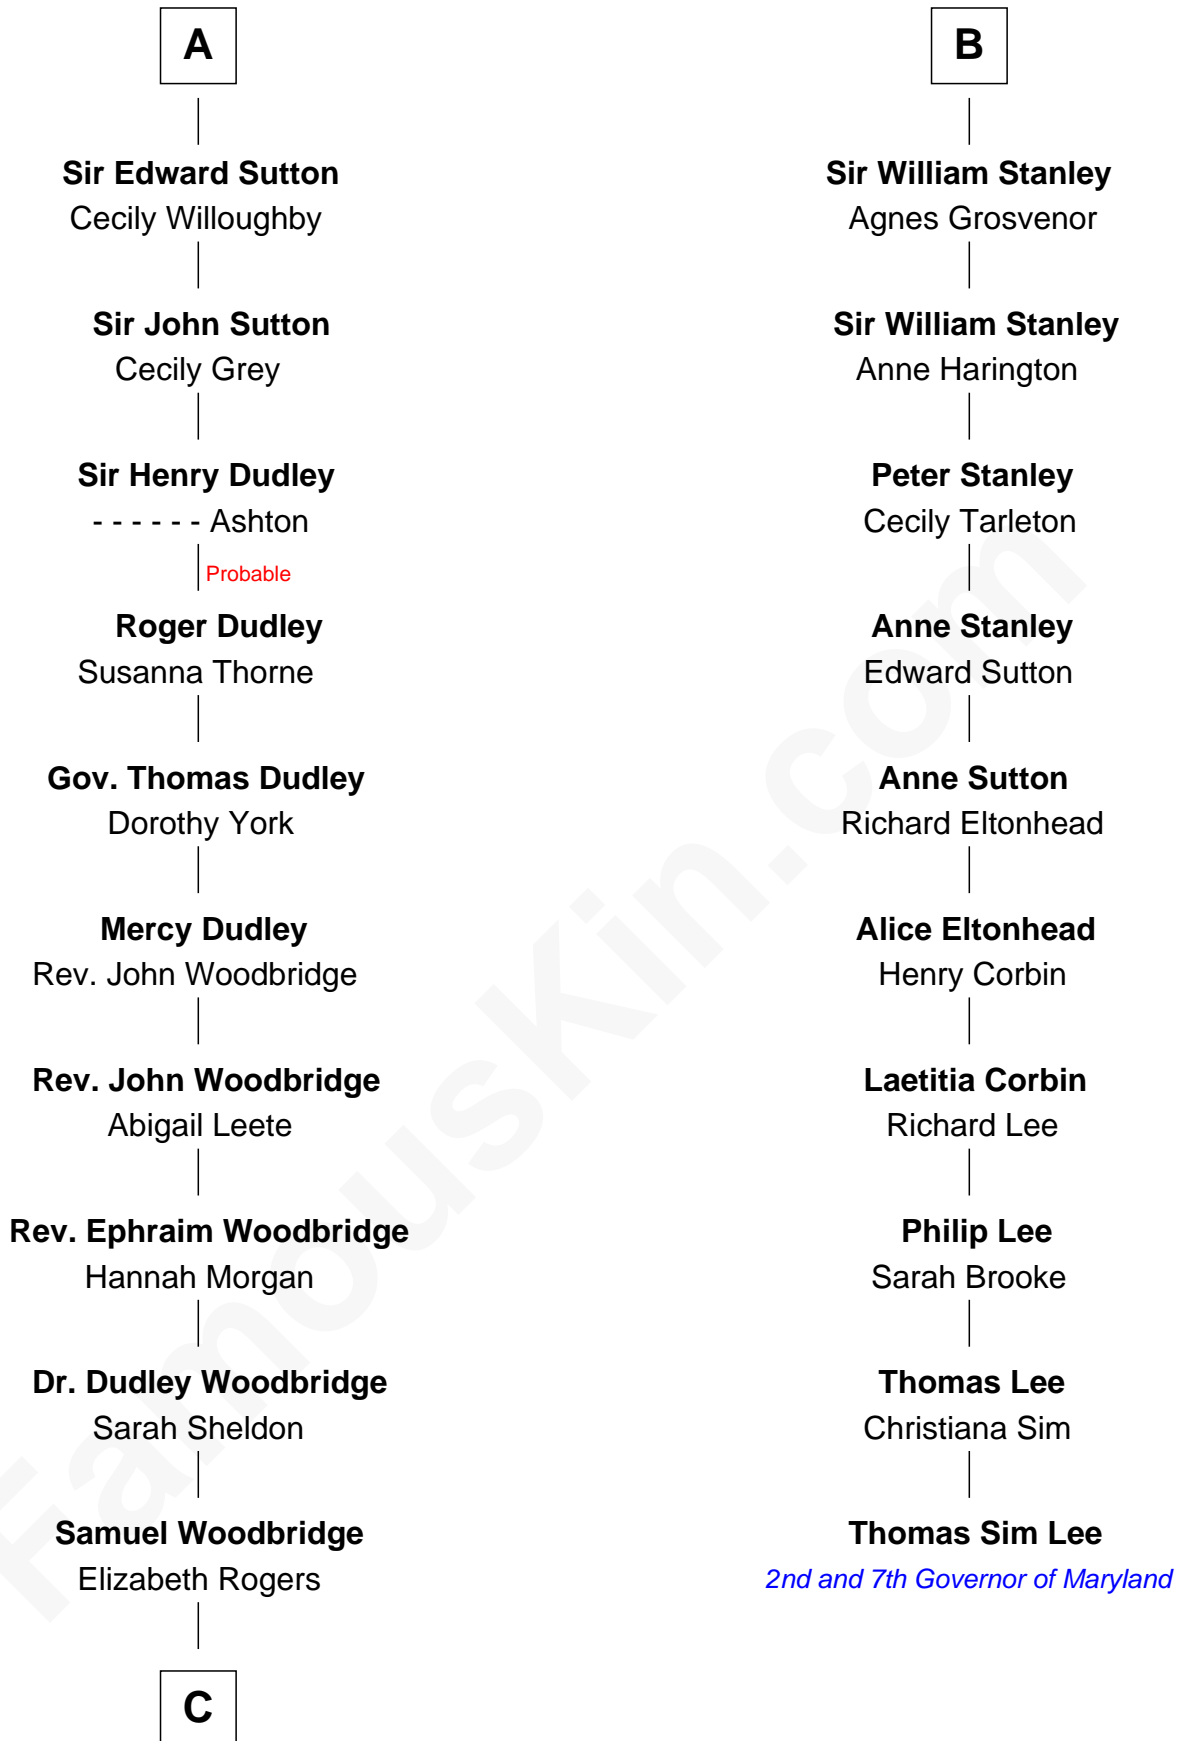 A
Sir Edward Sutton
Cecily Willoughby
Sir John Sutton
Cecily Grey
Sir Henry Dudley
- - - - - - Ashton
Probable
Roger Dudley
Susanna Thorne
Gov. Thomas Dudley
Dorothy York
Mercy Dudley
Rev. John Woodbridge
Rev. John Woodbridge
Abigail Leete
Rev. Ephraim Woodbridge
Hannah Morgan
Dr. Dudley Woodbridge
Sarah Sheldon
Samuel Woodbridge
Elizabeth Rogers
C
B
Sir William Stanley
Agnes Grosvenor
Sir William Stanley
Anne Harington
Peter Stanley
Cecily Tarleton
Anne Stanley
Edward Sutton
Anne Sutton
Richard Eltonhead
Alice Eltonhead
Henry Corbin
Laetitia Corbin
Richard Lee
Philip Lee
Sarah Brooke
Thomas Lee
Christiana Sim
Thomas Sim Lee
2nd and 7th Governor of Maryland
FamousKin.com